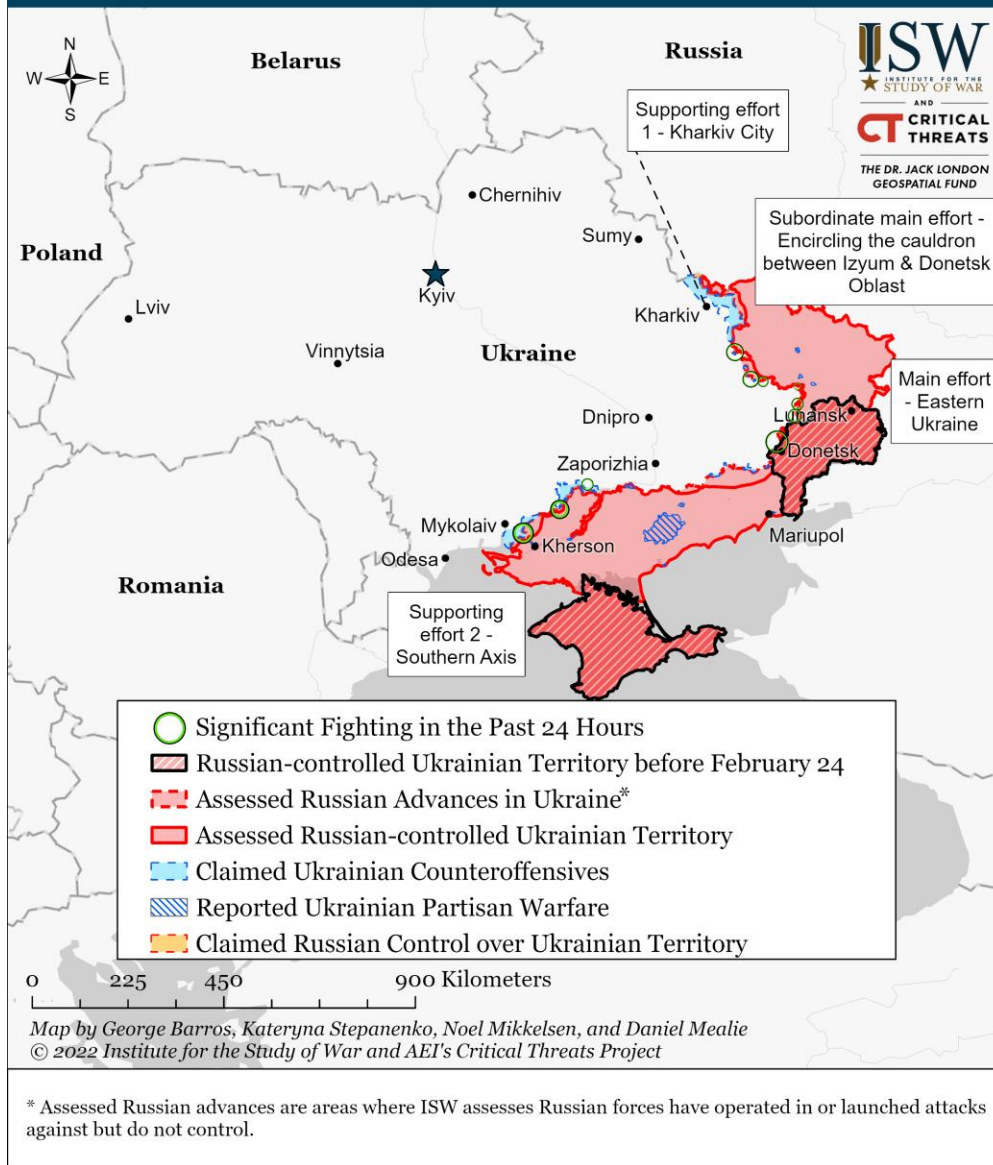 N
W E
S
Belarus
Russia
ISW
INSTITUTE FOR THE
STUDY OF WAR
AND
CT CRITICAL
THREATS
THE DR. JACK LONDON
GEOSPATIAL FUND
Supporting effort
1 - Kharkiv City
Chernihiv
Subordinate main effort -
Encircling the cauldron
between Izyum & Donetsk
Oblast
Sumy
Poland
Kyiv
Lviv
Kharkiv
Vinnytsia
Ukraine
Main effort
- Eastern
Ukraine
Dnipro
Luhansk
Donetsk
Zaporizhia
Mykolaiv
Mariupol
Odesa
Kherson
Romania
Supporting
effort 2 -
Southern Axis
Significant Fighting in the Past 24 Hours
Russian-controlled Ukrainian Territory before February 24
Assessed Russian Advances in Ukraine*
Assessed Russian-controlled Ukrainian Territory
Claimed Ukrainian Counteroffensives
Reported Ukrainian Partisan Warfare
Claimed Russian Control over Ukrainian Territory
0 225 450 900 Kilometers
Map by George Barros, Kateryna Stepanenko, Noel Mikkelsen, and Daniel Mealie
© 2022 Institute for the Study of War and AEI's Critical Threats Project
* Assessed Russian advances are areas where ISW assesses Russian forces have operated in or launched attacks
against but do not control.